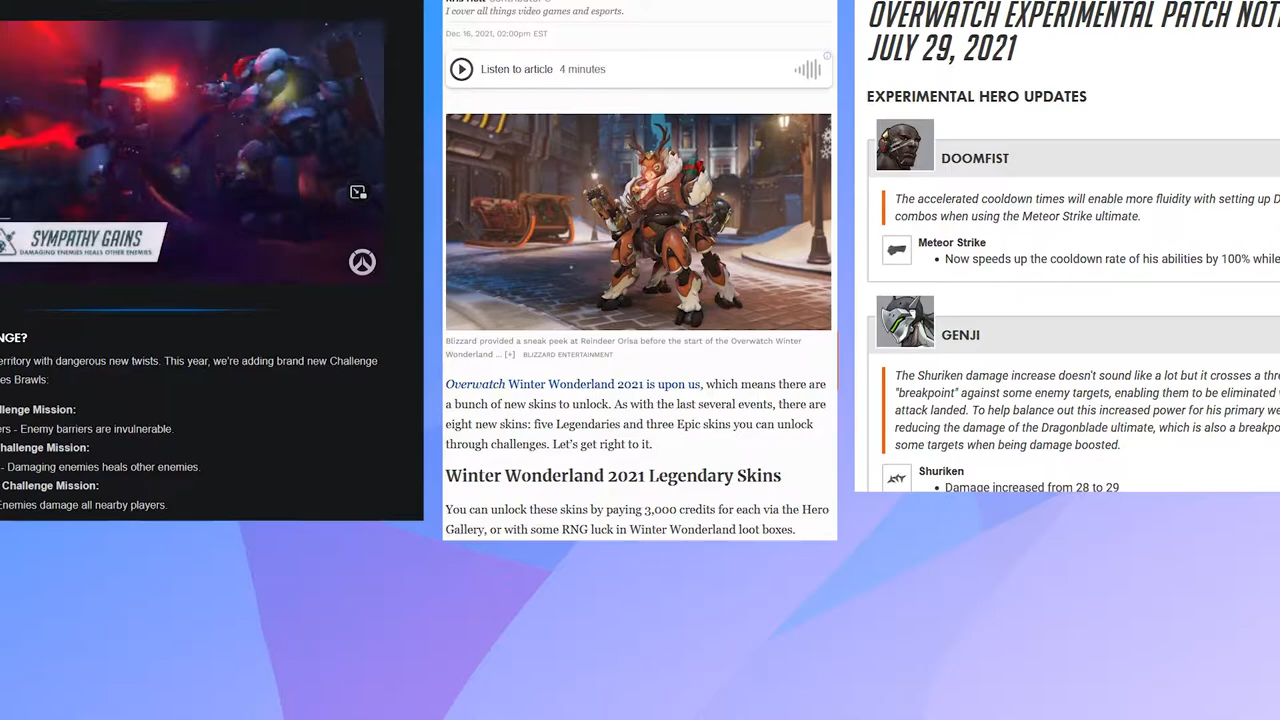 SYMPATHY GAINS
DAMAGING ENEMIES HEALS OTHER ENEMIES
NGE?
erritory with dangerous new twists. This year, we're adding brand new Challenge
es Brawls:
llenge Mission:
ers - Enemy barriers are invulnerable.
hallenge Mission:
- Damaging enemies heals other enemies.
Challenge Mission:
Enemies damage all nearby players.
I cover all things video games and esports.
Dec 16, 2021, 02:00pm EST
Listen to article 4 minutes
Blizzard provided a sneak peek at Reindeer Orisa before the start of the Overwatch Winter
Wonderland ... [+] BLIZZARD ENTERTAINMENT
Overwatch Winter Wonderland 2021 is upon us, which means there are
a bunch of new skins to unlock. As with the last several events, there are
eight new skins: five Legendaries and three Epic skins you can unlock
through challenges. Let's get right to it.
Winter Wonderland 2021 Legendary Skins
You can unlock these skins by paying 3,000 credits for each via the Hero
Gallery, or with some RNG luck in Winter Wonderland loot boxes.
OVERWATCH EXPERIMENTAL PATCH NOT
JULY 29, 2021
EXPERIMENTAL HERO UPDATES
DOOMFIST
The accelerated cooldown times will enable more fluidity with setting up D
combos when using the Meteor Strike ultimate.
Meteor Strike
• Now speeds up the cooldown rate of his abilities by 100% while
GENJI
The Shuriken damage increase doesn't sound like a lot but it crosses a thre
"breakpoint" against some enemy targets, enabling them to be eliminated
attack landed. To help balance out this increased power for his primary we
reducing the damage of the Dragonblade ultimate, which is also a breakpo
some targets when being damage boosted.
Shuriken
• Damage increased from 28 to 29